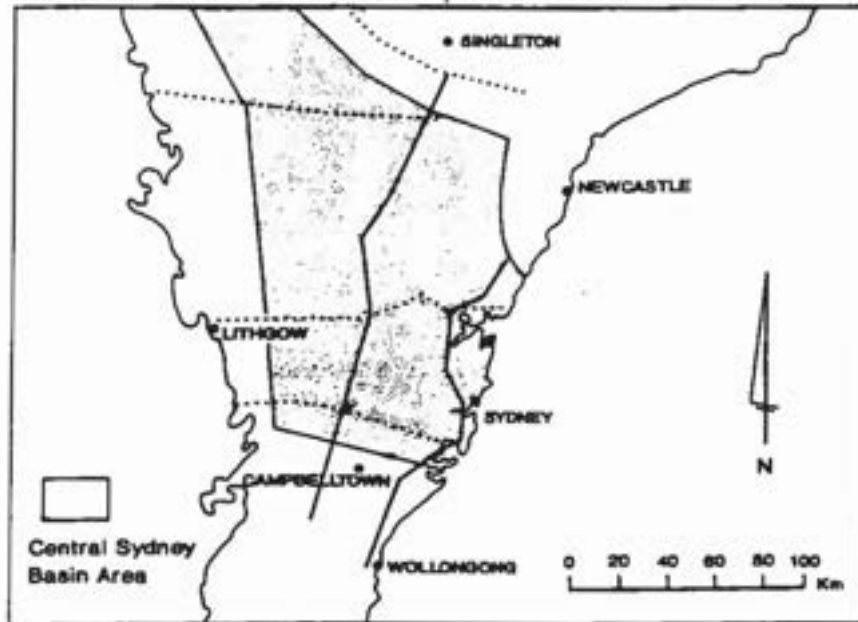 SINGLETON
NEWCASTLE
LITHGOW
SYDNEY
N
CAMPBELLTOWN
Central Sydney
Basin Area
WOLLONGONG
0 20 40 60 80 100
Km